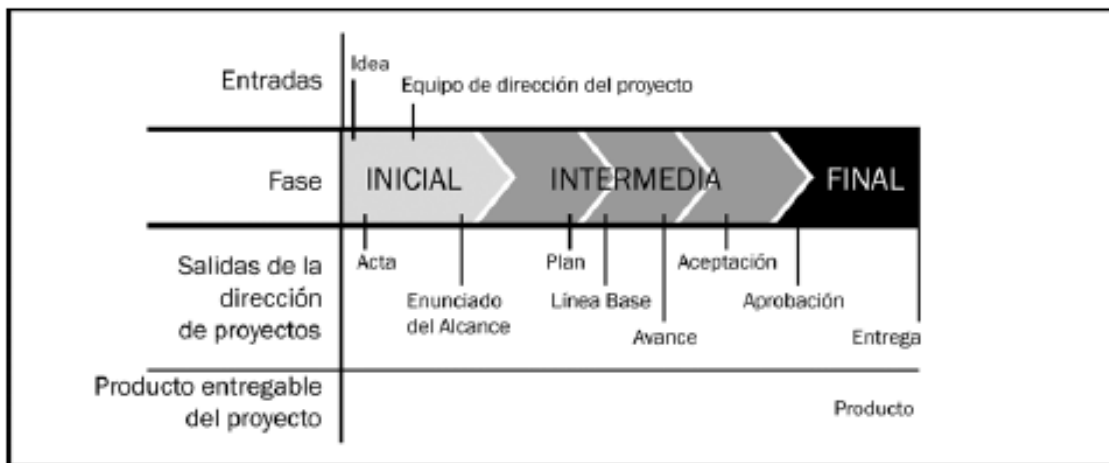 Entradas
Idea
Equipo de dirección del proyecto
Fase
INICIAL
INTERMEDIA
FINAL
Salidas de la
dirección
de proyectos
Acta
Enunciado
del Alcance
Plan
Línea Base
Avance
Aceptación
Aprobación
Entrega
Producto entregable
del proyecto
Producto